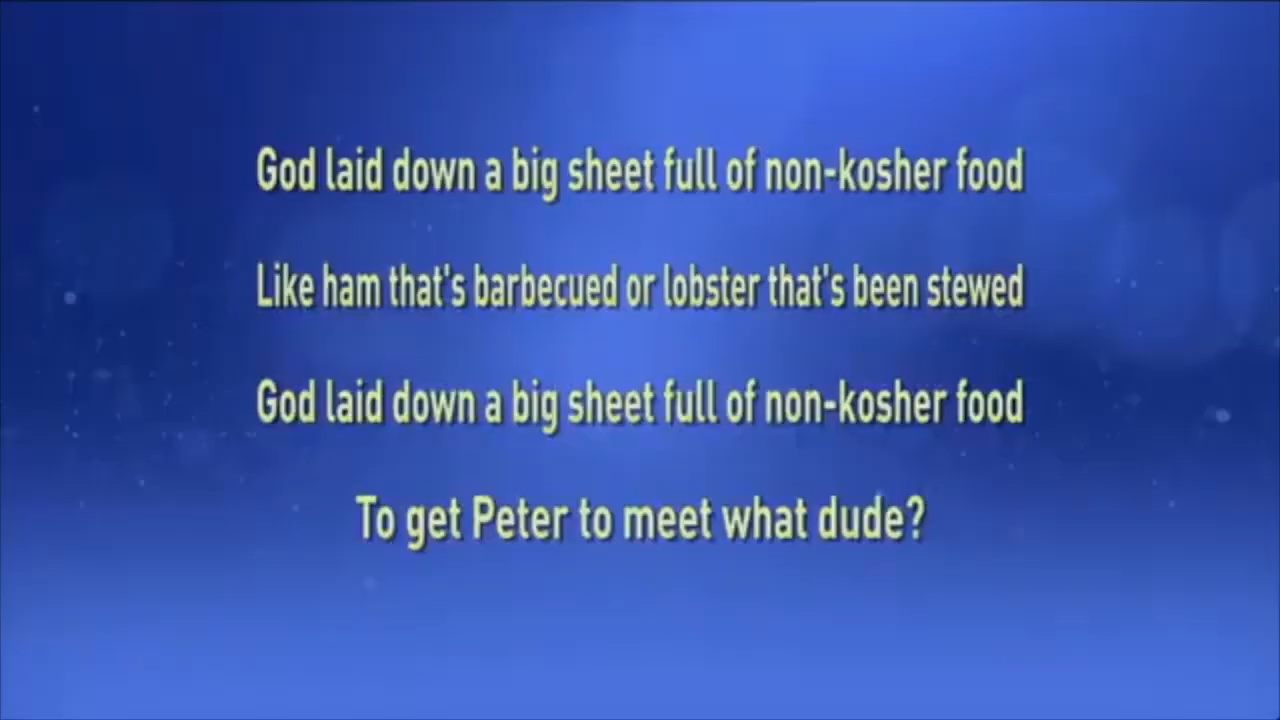 God laid down a big sheet full of non-kosher food
Like ham that's barbecued or lobster that's been stewed
God laid down a big sheet full of non-kosher food
To get Peter to meet what dude?